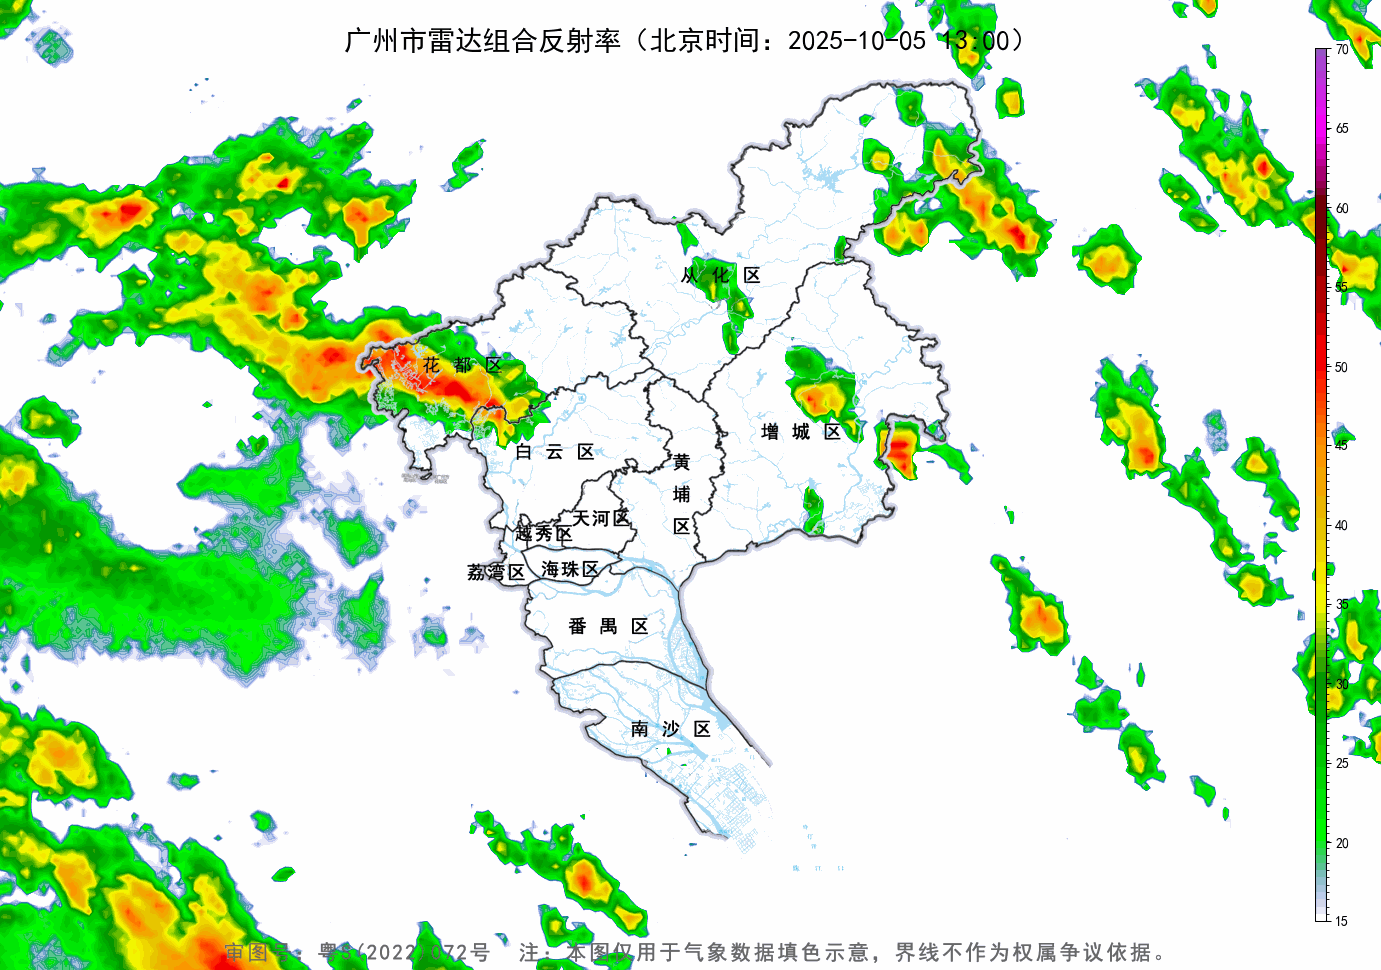 广州市雷达组合反射率（北京时间：2025-10-05 13:00）
70
65
60
55
50
45
40
35
30
25
20
15
从化区
花都区
增城区
白云区
黄埔区
天河区
越秀区
荔湾区
海珠区
番禺区
南沙区
审图号：粤S(2022)072号 注：本图仅用于气象数据填色示意，界线不作为权属争议依据。